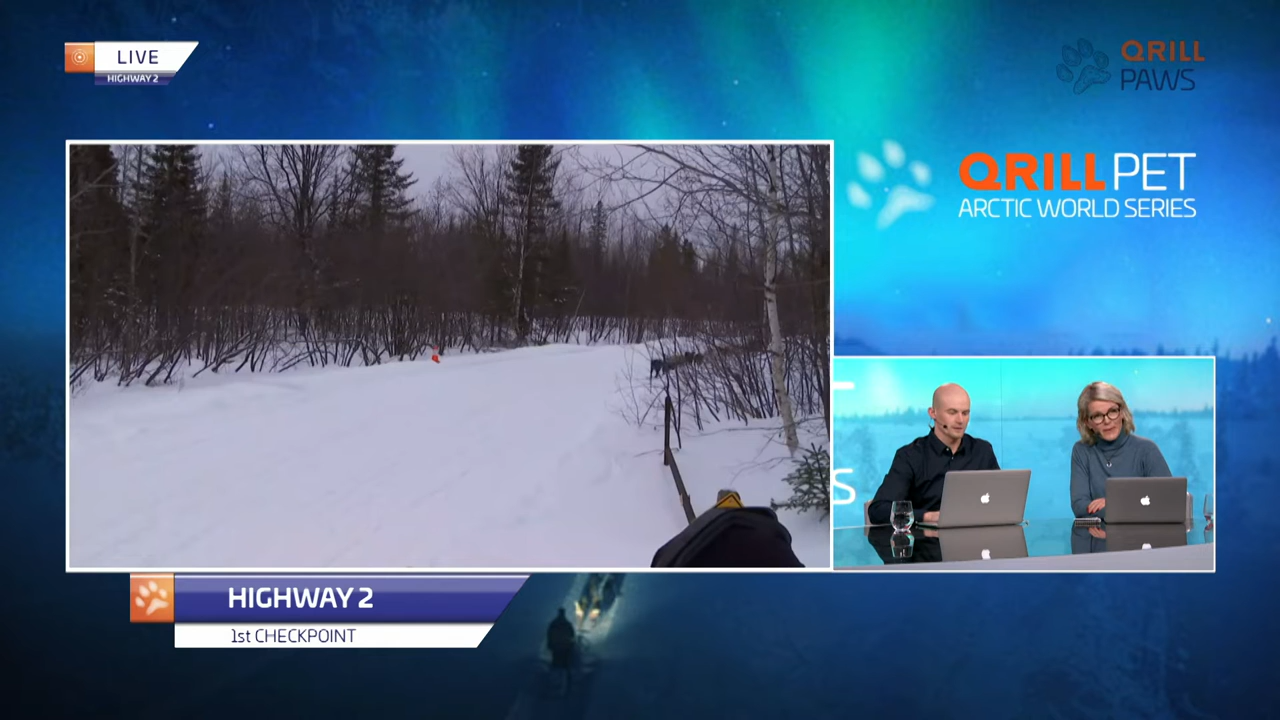 LIVE
HIGHWAY 2
QRILL
PAWS
QRILL PET
ARCTIC WORLD SERIES
S
HIGHWAY 2
1st CHECKPOINT